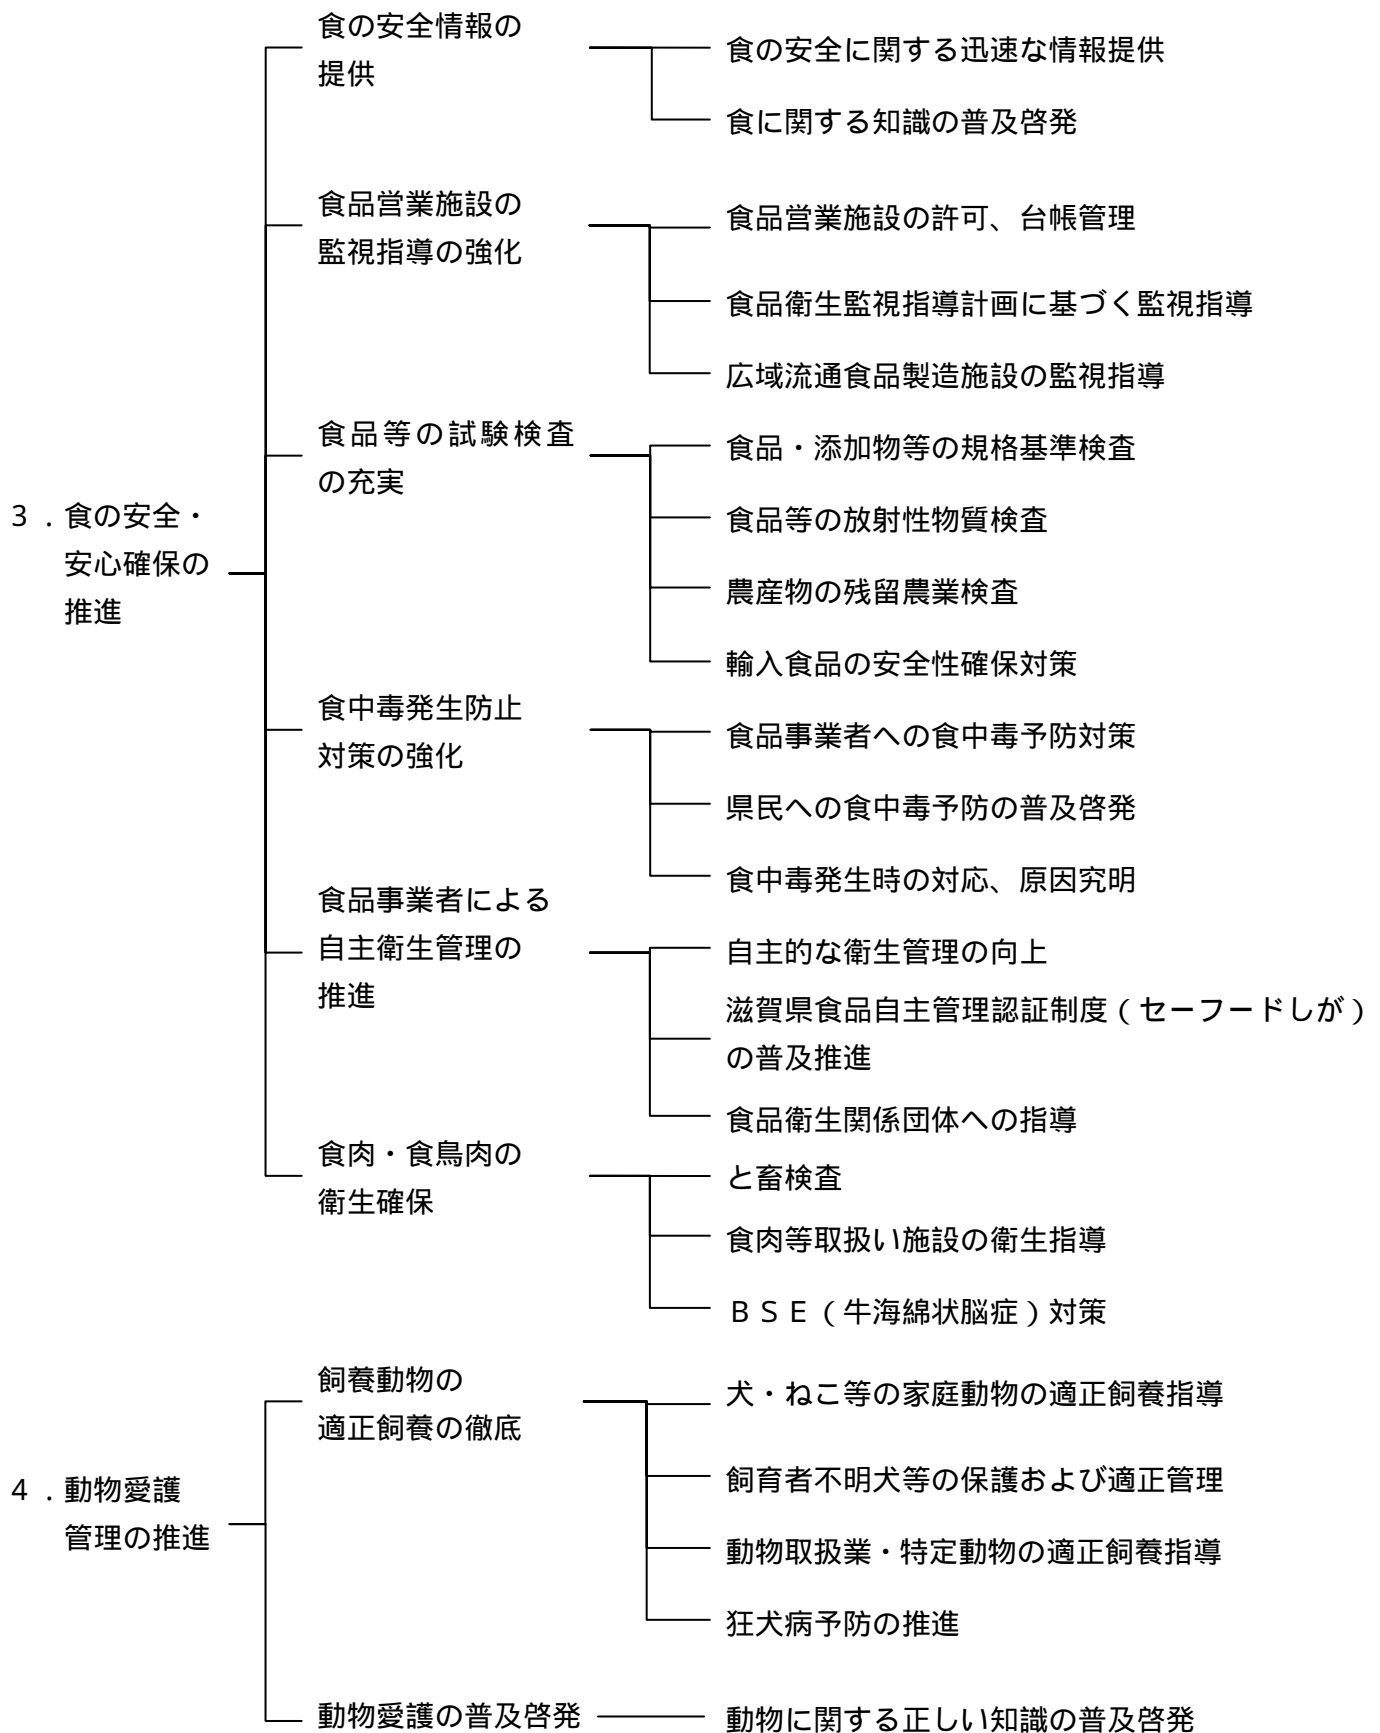 3．食の安全・
安心確保の
推進
食の安全情報の
提供
食の安全に関する迅速な情報提供
食に関する知識の普及啓発
食品営業施設の
監視指導の強化
食品営業施設の許可、台帳管理
食品衛生監視指導計画に基づく監視指導
広域流通食品製造施設の監視指導
食品等の試験検査
の充実
食品・添加物等の規格基準検査
食品等の放射性物質検査
農産物の残留農業検査
輸入食品の安全性確保対策
食中毒発生防止
対策の強化
食品事業者への食中毒予防対策
県民への食中毒予防の普及啓発
食中毒発生時の対応、原因究明
食品事業者による
自主衛生管理の
推進
自主的な衛生管理の向上
滋賀県食品自主管理認証制度（セーフードしが）
の普及推進
食品衛生関係団体への指導
食肉・食鳥肉の
衛生確保
と畜検査
食肉等取扱い施設の衛生指導
ＢＳＥ（牛海綿状脳症）対策
4．動物愛護
管理の推進
飼養動物の
適正飼養の徹底
犬・ねこ等の家庭動物の適正飼養指導
飼育者不明犬等の保護および適正管理
動物取扱業・特定動物の適正飼養指導
狂犬病予防の推進
動物愛護の普及啓発
動物に関する正しい知識の普及啓発